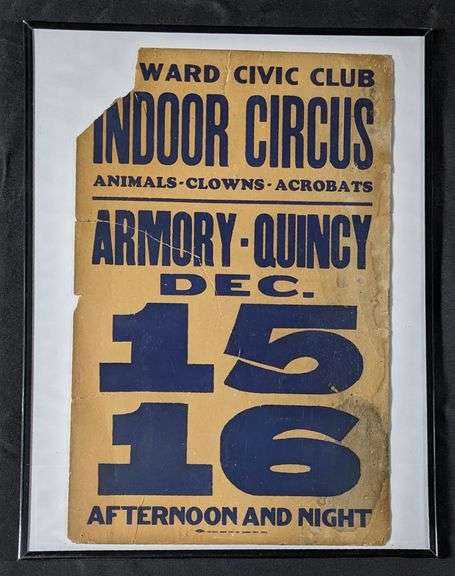 WARD CIVIC CLUB
INDOOR CIRCUS
ANIMALS-CLOWNS-ACROBATS
ARMORY-QUINCY
DEC.
15
16
AFTERNOON AND NIGHT